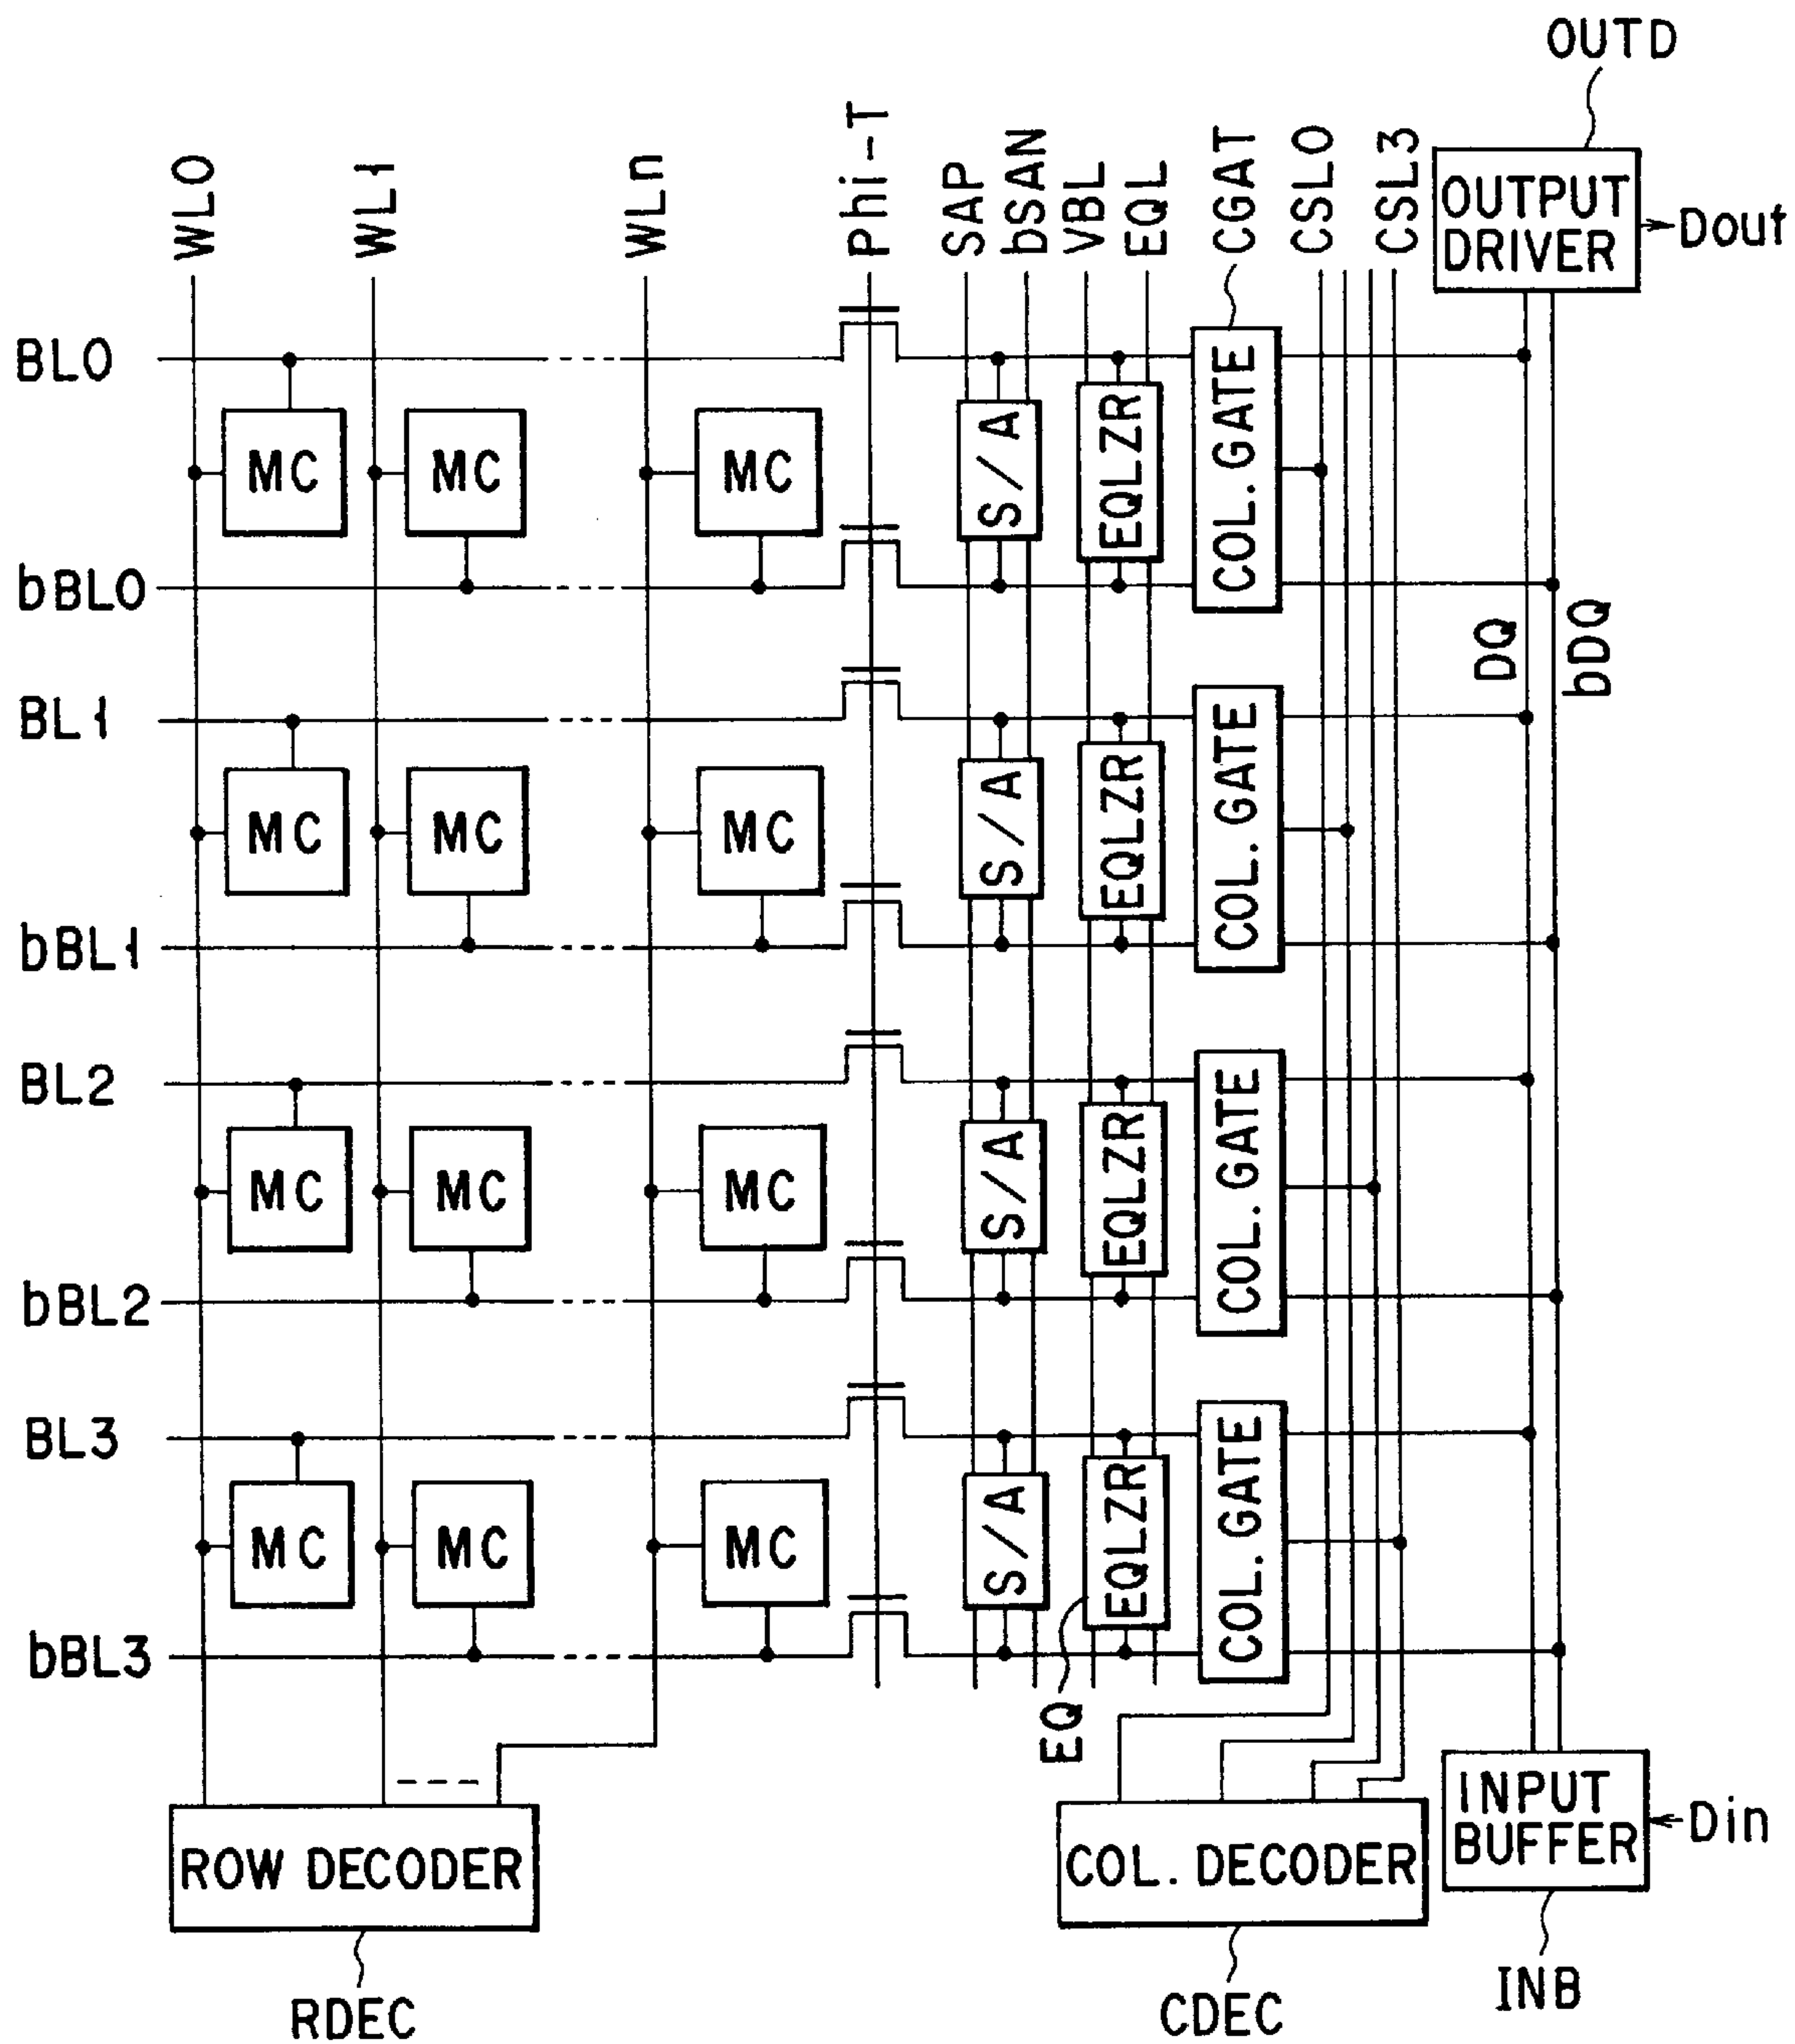 OUTD
WL0
WL1
WLn
Phi-T
SAP
bSAN
VBL
EQL
CGAT
CSL0
CSL3
OUTPUT
DRIVER
Dout
BL0
MC
MC
MC
S/A
EQLZR
COL.GATE
bBL0
DQ
bDQ
BL1
MC
MC
MC
S/A
EQLZR
COL.GATE
bBL1
BL2
MC
MC
MC
S/A
EQLZR
COL.GATE
bBL2
BL3
MC
MC
MC
S/A
EQLZR
COL.GATE
bBL3
EQ
ROW DECODER
COL. DECODER
INPUT
BUFFER
Din
RDEC
CDEC
INB